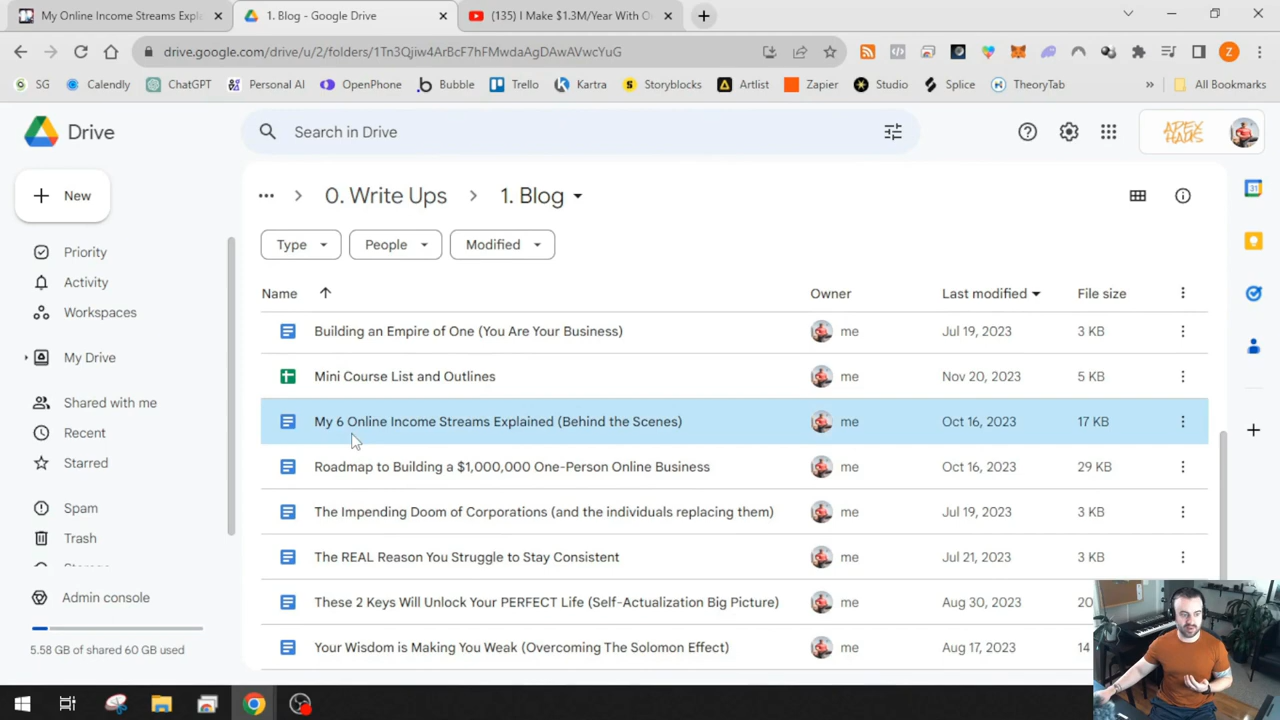 My Online Income Streams Expl
1. Blog - Google Drive
(135) I Make $1.3M/Year With O
drive.google.com/drive/u/2/folders/1Tn3Qjiw4ArBcF7hFMwdaAgDAwAVwcYuG
Z
SG
Calendly
ChatGPT
Personal AI
OpenPhone
Bubble
Trello
Kartra
Storyblocks
Artlist
Zapier
Studio
Splice
TheoryTab
»
All Bookmarks
Drive
Search in Drive
APEX
HAUS
New
0. Write Ups > 1. Blog
Type
People
Modified
Priority
Activity
Workspaces
My Drive
Shared with me
Recent
Starred
Spam
Trash
Admin console
5.58 GB of shared 60 GB used
Name Owner Last modified File size
Building an Empire of One (You Are Your Business) me Jul 19, 2023 3 KB
Mini Course List and Outlines me Nov 20, 2023 5 KB
My 6 Online Income Streams Explained (Behind the Scenes) me Oct 16, 2023 17 KB
Roadmap to Building a $1,000,000 One-Person Online Business me Oct 16, 2023 29 KB
The Impending Doom of Corporations (and the individuals replacing them) me Jul 19, 2023 3 KB
The REAL Reason You Struggle to Stay Consistent me Jul 21, 2023 3 KB
These 2 Keys Will Unlock Your PERFECT Life (Self-Actualization Big Picture) me Aug 30, 2023 20
Your Wisdom is Making You Weak (Overcoming The Solomon Effect) me Aug 17, 2023 14